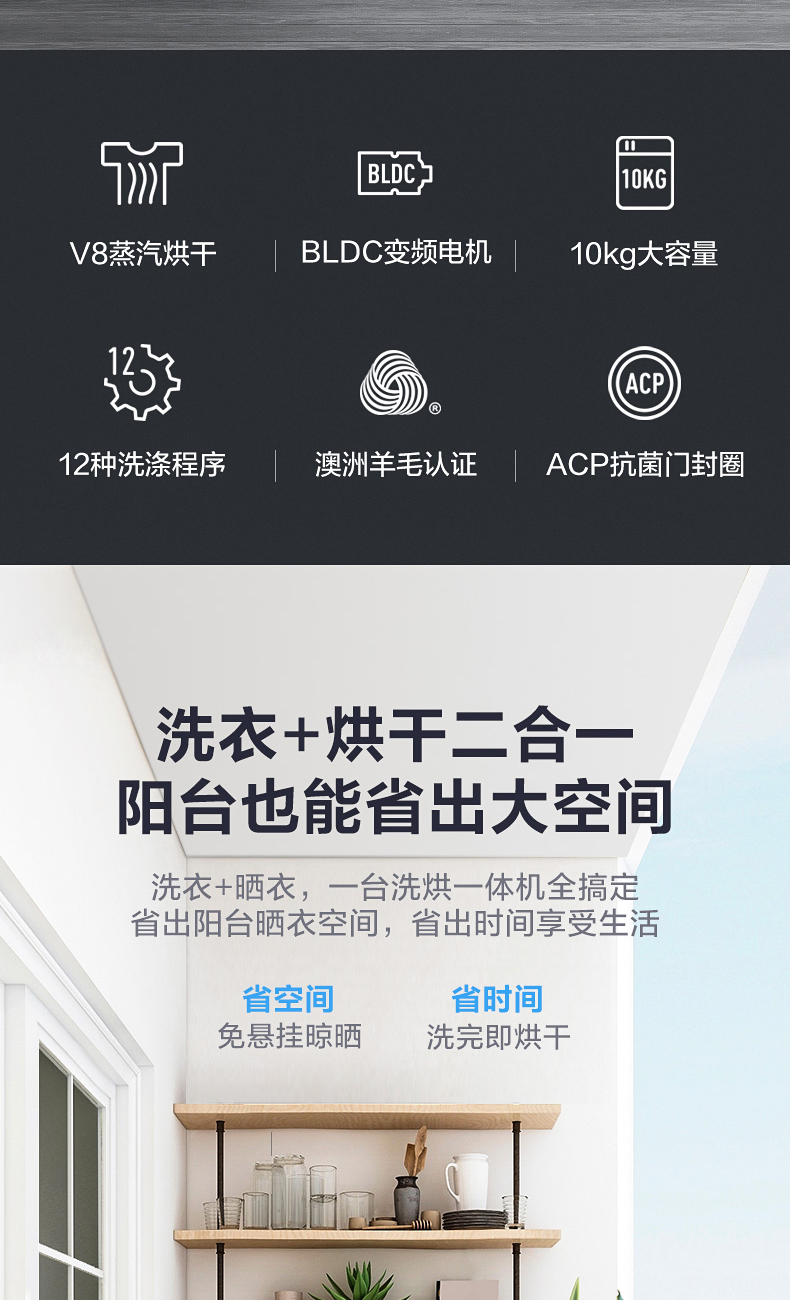 BLDC
10KG
V8蒸汽烘干
BLDC变频电机
10kg大容量
12
®
ACP
12种洗涤程序
澳洲羊毛认证
ACP抗菌门封圈
洗衣+烘干二合一
阳台也能省出大空间
洗衣+晒衣，一台洗烘一体机全搞定
省出阳台晒衣空间，省出时间享受生活
省空间
省时间
免悬挂晾晒
洗完即烘干